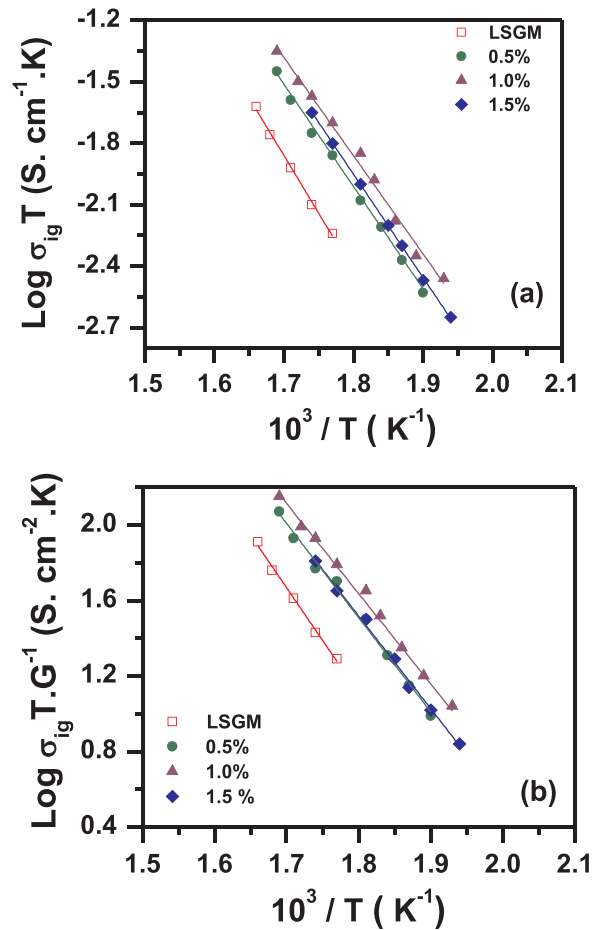 -1.2
-1.5
-1.8
-2.1
-2.4
-2.7
Log σig T (S. cm⁻¹.K)
LSGM
0.5%
1.0%
1.5%
(a)
1.5 1.6 1.7 1.8 1.9 2.0 2.1
10³ / T ( K⁻¹)
2.0
1.6
1.2
0.8
0.4
Log σig T.G⁻¹ (S. cm⁻².K)
LSGM
0.5%
1.0%
1.5 %
(b)
1.5 1.6 1.7 1.8 1.9 2.0 2.1
10³ / T ( K⁻¹)